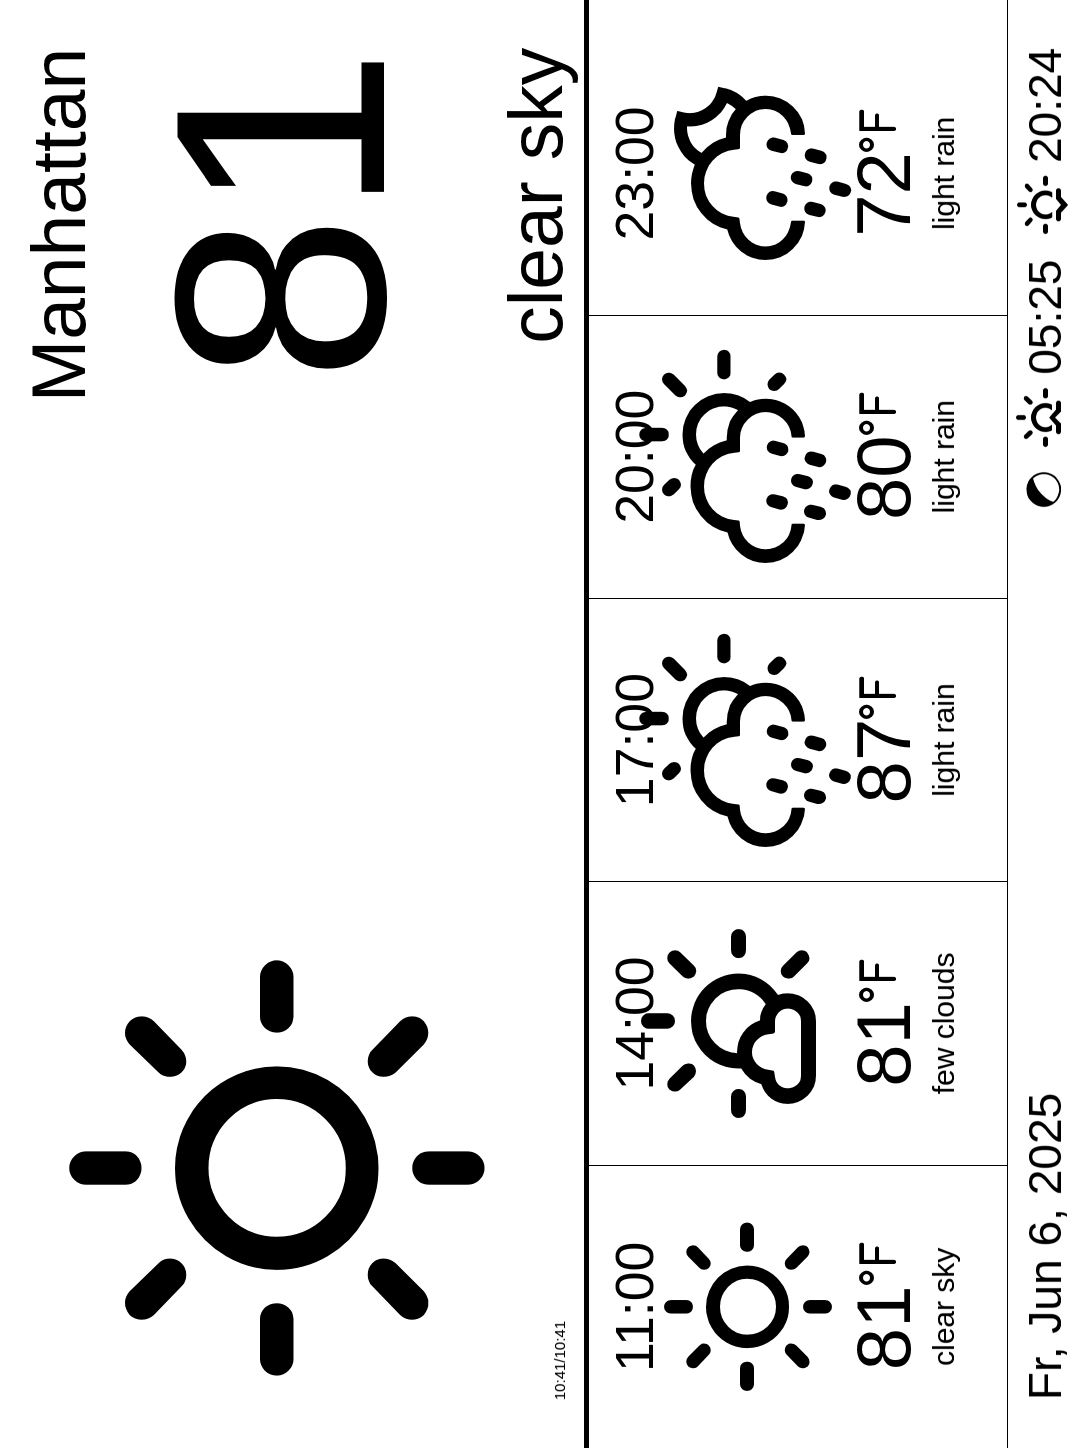 Manhattan
81
clear sky
10:41/10:41
11:00
81°F
clear sky
14:00
81°F
few clouds
17:00
87°F
light rain
20:00
80°F
light rain
23:00
72°F
light rain
Fr, Jun 6, 2025
05:25
20:24